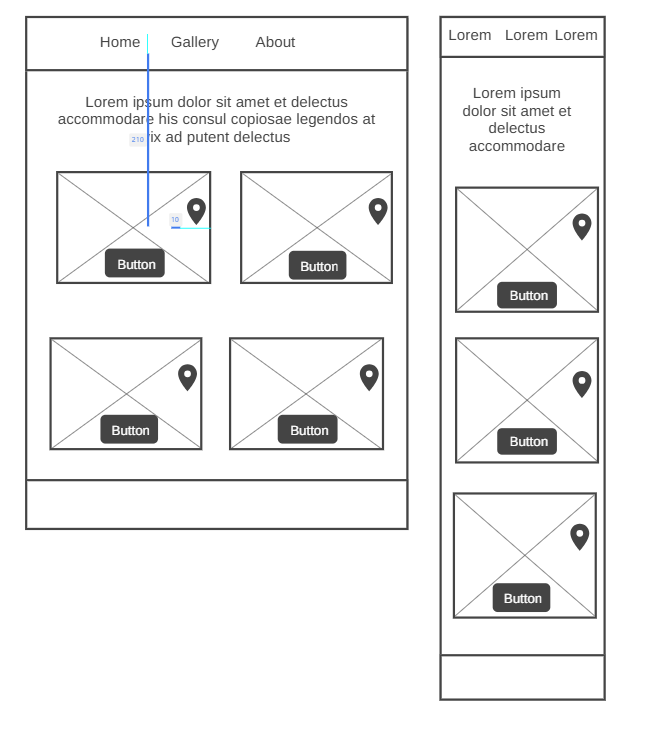 Home Gallery About
Lorem ipsum dolor sit amet et delectus
accommodare his consul copiosae legendos at
rix ad putent delectus
210
10
Button
Button
Button
Button
Lorem Lorem Lorem
Lorem ipsum
dolor sit amet et
delectus
accommodare
Button
Button
Button